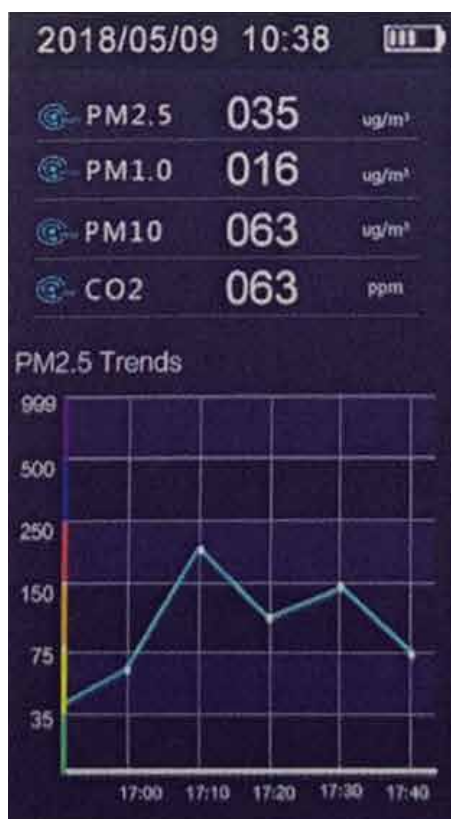 2018/05/09 10:38
PM2.5 035 ug/m³
PM1.0 016 ug/m³
PM10 063 ug/m³
CO2 063 ppm
PM2.5 Trends
999
500
250
150
75
35
17:00 17:10 17:20 17:30 17:40